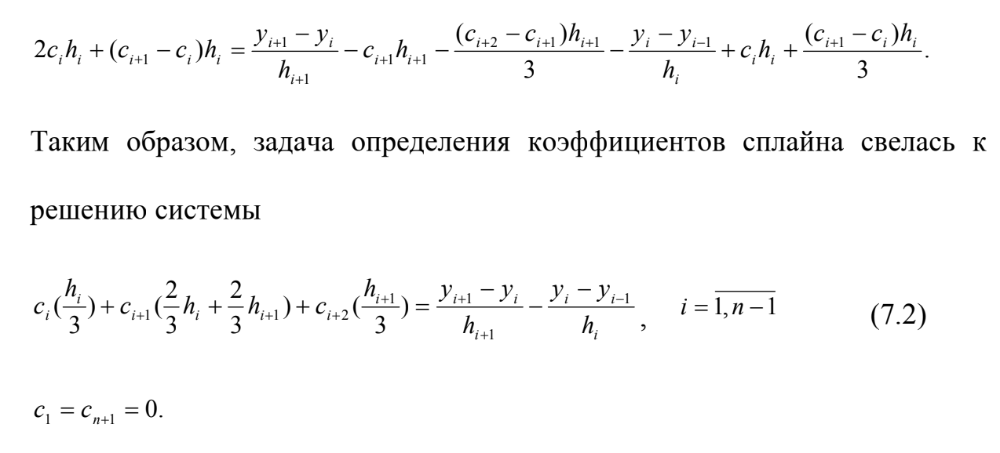 2c_i h_i + (c_{i+1} − c_i)h_i = \frac{y_{i+1} − y_i}{h_{i+1}} − c_{i+1}h_{i+1} − \frac{(c_{i+2} − c_{i+1})h_{i+1}}{3} − \frac{y_i − y_{i−1}}{h_i} + c_i h_i + \frac{(c_{i+1} − c_i)h_i}{3}.
Таким образом, задача определения коэффициентов сплайна свелась к
решению системы
c_i(\frac{h_i}{3}) + c_{i+1}(\frac{2}{3}h_i + \frac{2}{3}h_{i+1}) + c_{i+2}(\frac{h_{i+1}}{3}) = \frac{y_{i+1} − y_i}{h_{i+1}} − \frac{y_i − y_{i−1}}{h_i}, i = \overline{1, n−1} (7.2)
c_1 = c_{n+1} = 0.